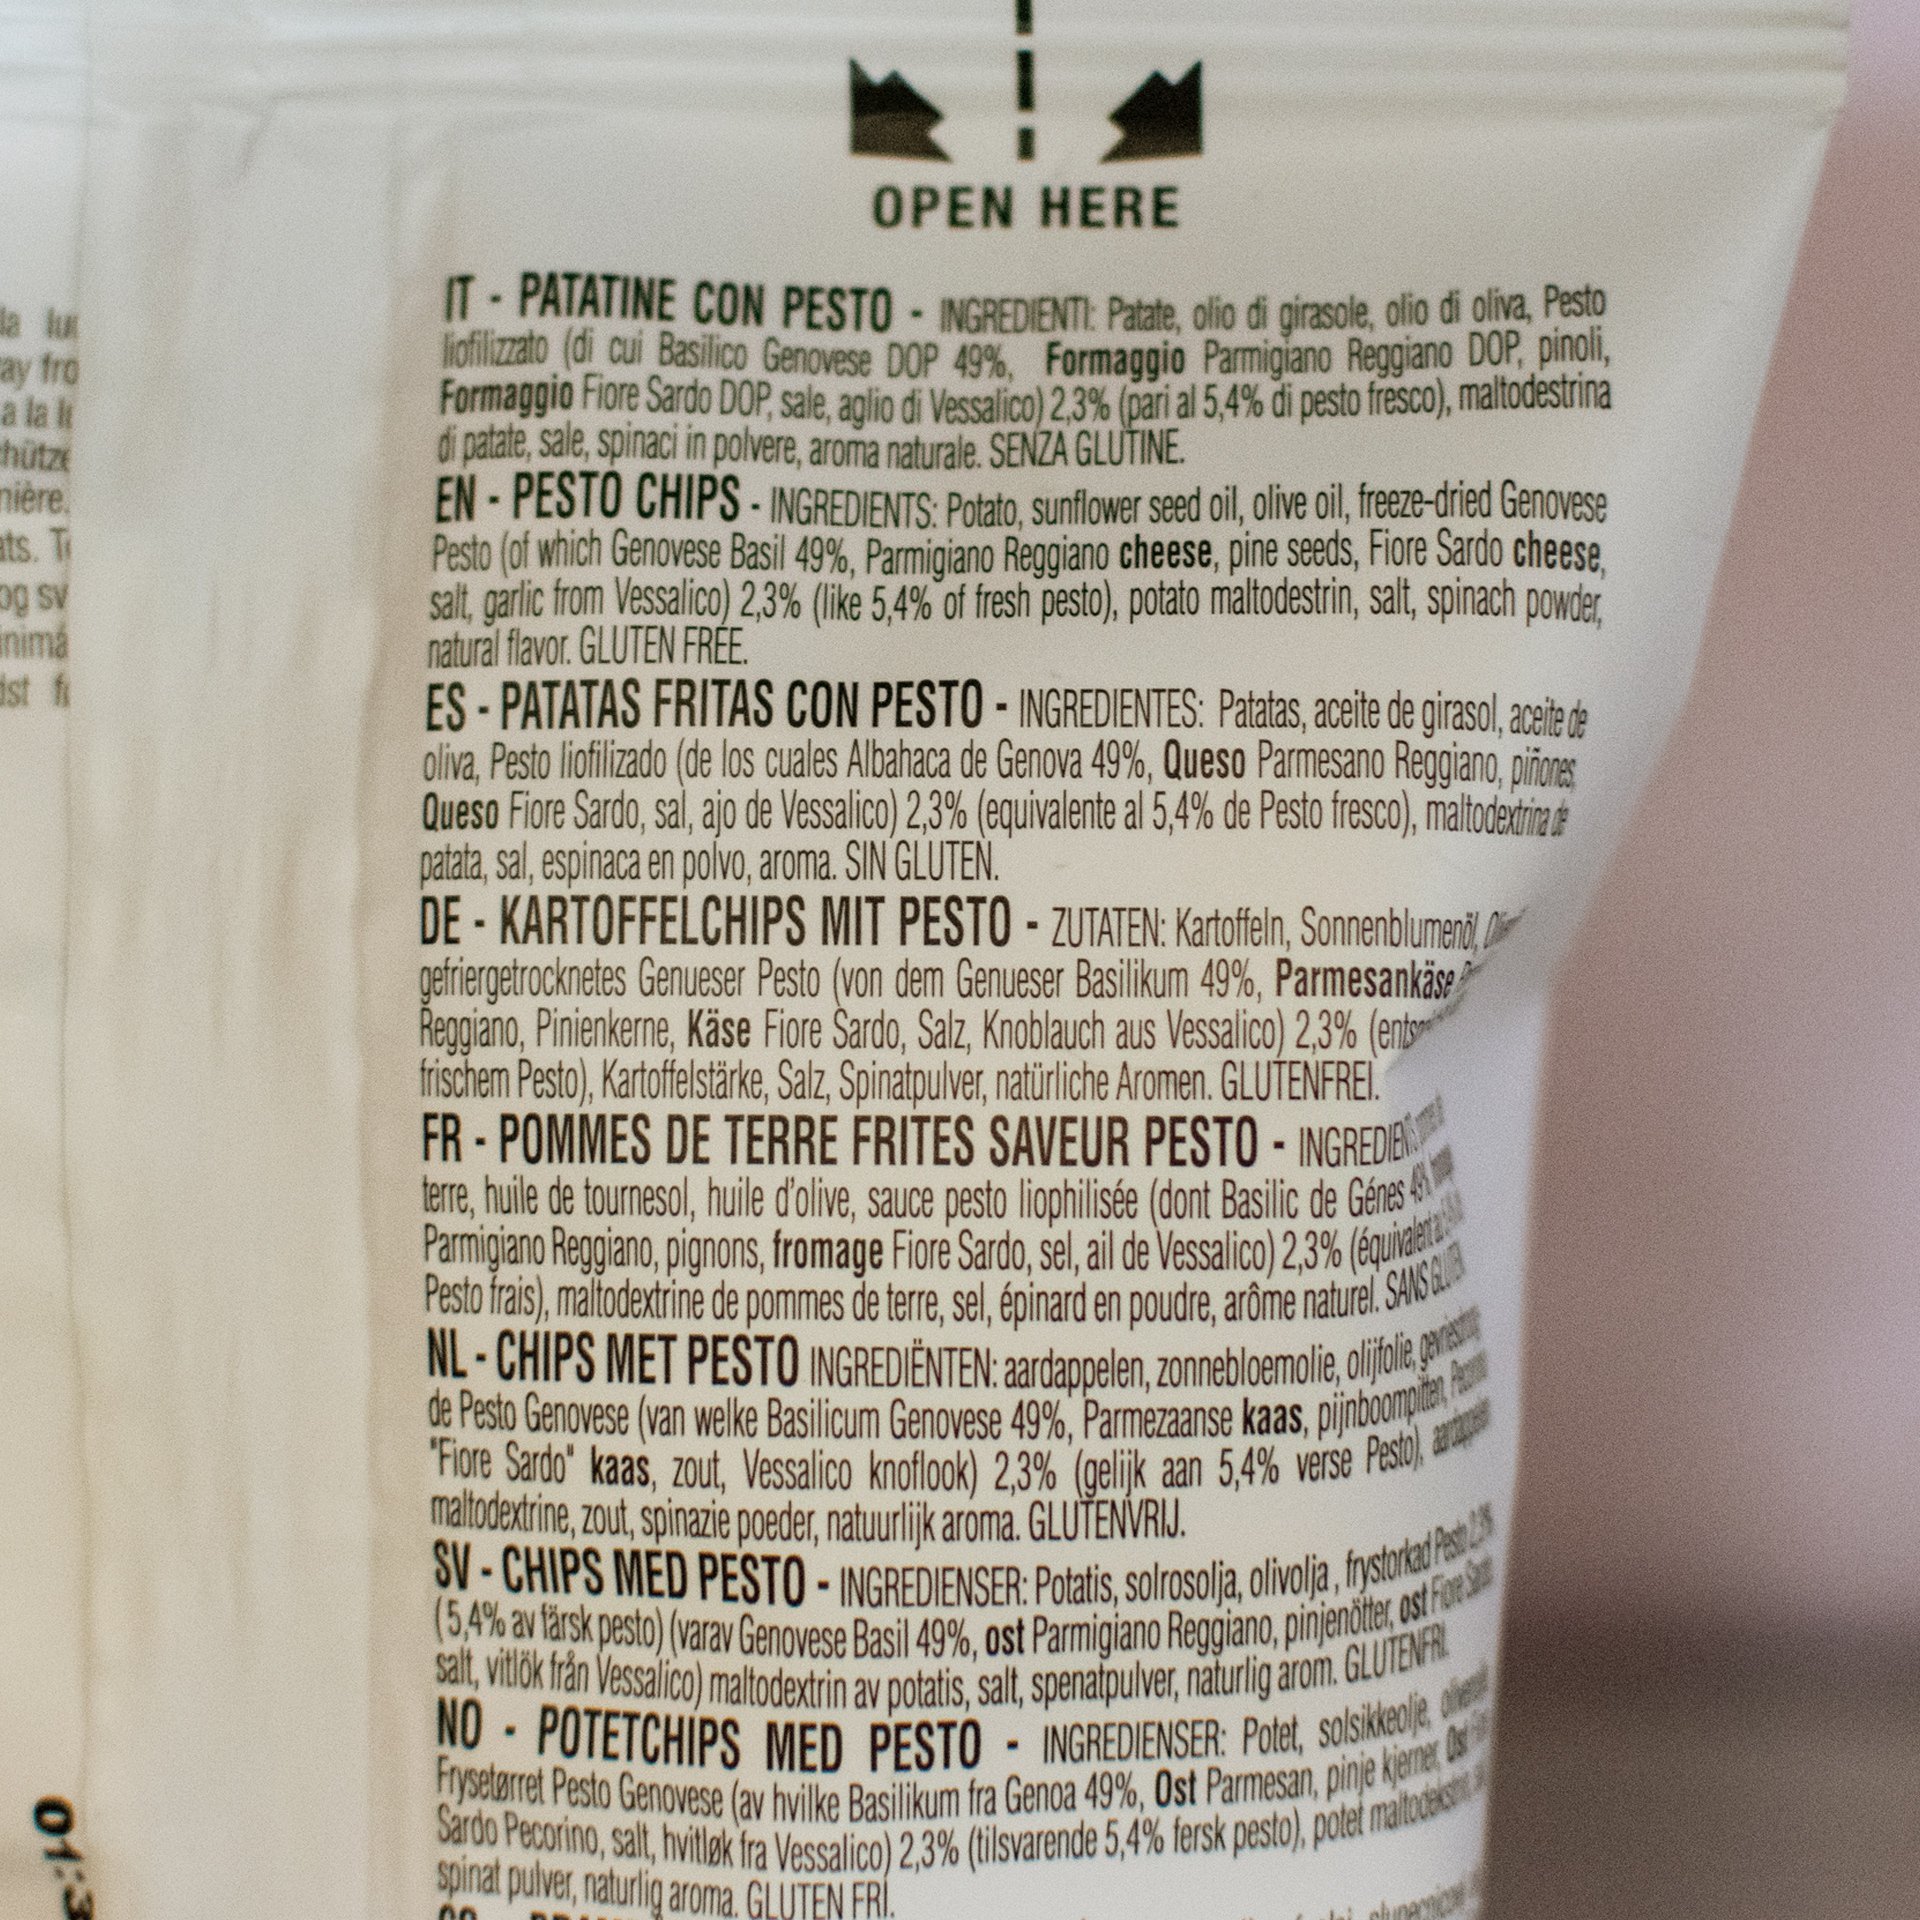 OPEN HERE
IT - PATATINE CON PESTO - INGREDIENTI: Patate, olio di girasole, olio di oliva, Pesto
liofilizzato (di cui Basilico Genovese DOP 49%, Formaggio Parmigiano Reggiano DOP, pinoli,
Formaggio Fiore Sardo DOP, sale, aglio di Vessalico) 2,3% (pari al 5,4% di pesto fresco), maltodestrina
di patate, sale, spinaci in polvere, aroma naturale. SENZA GLUTINE.
EN - PESTO CHIPS - INGREDIENTS: Potato, sunflower seed oil, olive oil, freeze-dried Genovese
Pesto (of which Genovese Basil 49%, Parmigiano Reggiano cheese, pine seeds, Fiore Sardo cheese,
salt, garlic from Vessalico) 2,3% (like 5,4% of fresh pesto), potato maltodestrin, salt, spinach powder,
natural flavor. GLUTEN FREE.
ES - PATATAS FRITAS CON PESTO - INGREDIENTES: Patatas, aceite de girasol, aceite de
oliva, Pesto liofilizado (de los cuales Albahaca de Genova 49%, Queso Parmesano Reggiano, piñones,
Queso Fiore Sardo, sal, ajo de Vessalico) 2,3% (equivalente al 5,4% de Pesto fresco), maltodextrina de
patata, sal, espinaca en polvo, aroma. SIN GLUTEN.
DE - KARTOFFELCHIPS MIT PESTO - ZUTATEN: Kartoffeln, Sonnenblumenöl,
gefriergetrocknetes Genueser Pesto (von dem Genueser Basilikum 49%, Parmesankäse
Reggiano, Pinienkerne, Käse Fiore Sardo, Salz, Knoblauch aus Vessalico) 2,3%
frischem Pesto), Kartoffelstärke, Salz, Spinatpulver, natürliche Aromen. GLUTENFREI.
FR - POMMES DE TERRE FRITES SAVEUR PESTO -
terre, huile de tournesol, huile d'olive, sauce pesto liophilisée (dont Basilic de Génes 49%,
Parmigiano Reggiano, pignons, fromage Fiore Sardo, sel, ail de Vessalico) 2,3% (équivalent
Pesto frais), maltodextrine de pommes de terre, sel, épinard en poudre, arôme naturel. SANS
NL - CHIPS MET PESTO INGREDIËNTEN: aardappelen, zonnebloemolie, olijfolie,
de Pesto Genovese (van welke Basilicum Genovese 49%, Parmezaanse kaas, pijnboompitten,
"Fiore Sardo" kaas, zout, Vessalico knoflook) 2,3% (gelijk aan 5,4% verse Pesto),
maltodextrine, zout, spinazie poeder, natuurlijk aroma. GLUTENVRIJ.
SV - CHIPS MED PESTO - INGREDIENSER: Potatis, solrosolja, olivolja, frystorkad Pesto 2,3%
(5,4% av färsk pesto) (varav Genovese Basil 49%, ost Parmigiano Reggiano, pinjenötter, ost Fiore Sardo
salt, vitlök från Vessalico) maltodextrin av potatis, salt, spenatpulver, naturlig arom. GLUTENFRI.
NO - POTETCHIPS MED PESTO - INGREDIENSER: Potet, solsikkeolje,
Frysetørret Pesto Genovese (av hvilke Basilikum fra Genoa 49%, Ost Parmesan, pinje kjerner, Ost
Sardo Pecorino, salt, hvitløk fra Vessalico) 2,3% (tilsvarende 5,4% fersk pesto), potet
spinat pulver, naturlig aroma. GLUTEN FRI.